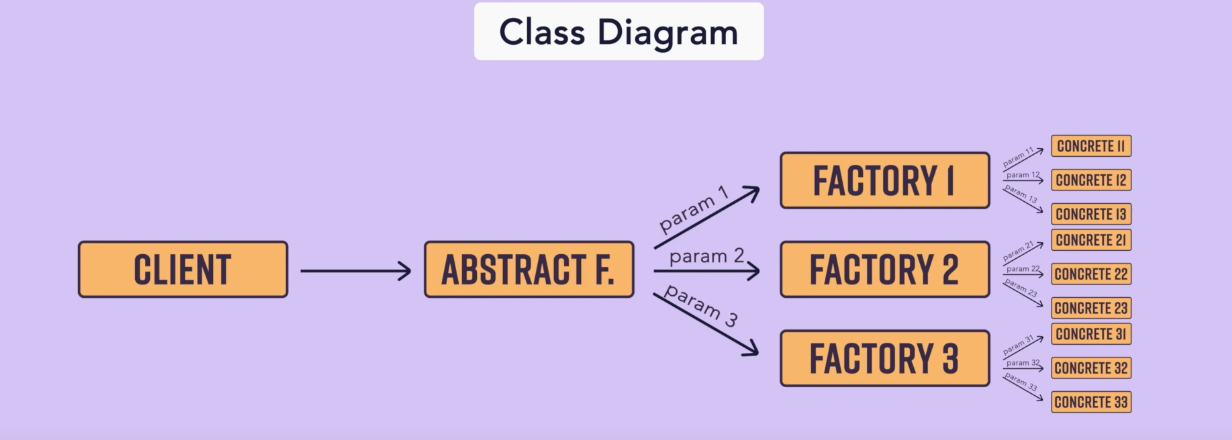 Class Diagram
CLIENT
ABSTRACT F.
param 1
param 2
param 3
FACTORY 1
param 11
param 12
param 13
CONCRETE 11
CONCRETE 12
CONCRETE 13
FACTORY 2
param 21
param 22
param 23
CONCRETE 21
CONCRETE 22
CONCRETE 23
FACTORY 3
param 31
param 32
param 33
CONCRETE 31
CONCRETE 32
CONCRETE 33